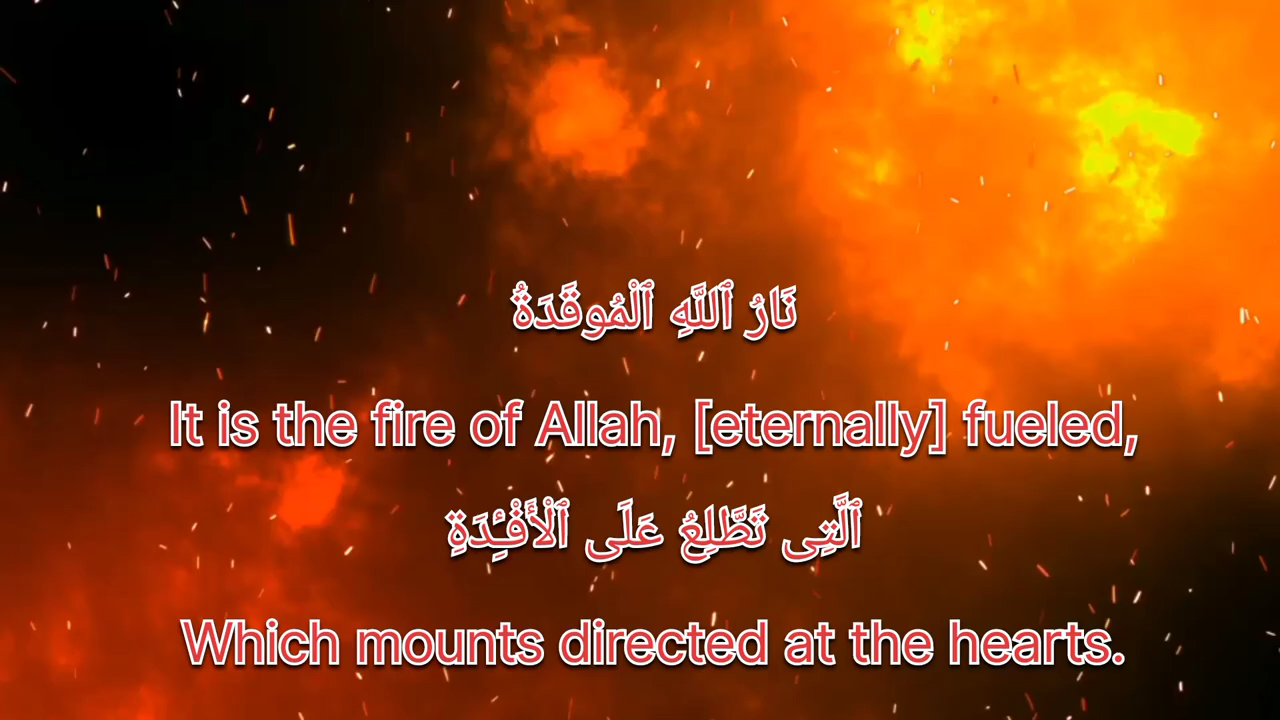 نَارُ ٱللَّهِ ٱلْمُوقَدَةُ
It is the fire of Allah, [eternally] fueled,
ٱلَّتِى تَطَّلِعُ عَلَى ٱلْأَفْـِٔدَةِ
Which mounts directed at the hearts.